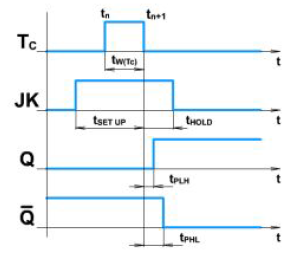 tn tn+1
Tc t
tW(Tc)
JK t
tSET UP tHOLD
Q t
tPLH
Q̅ t
tPHL